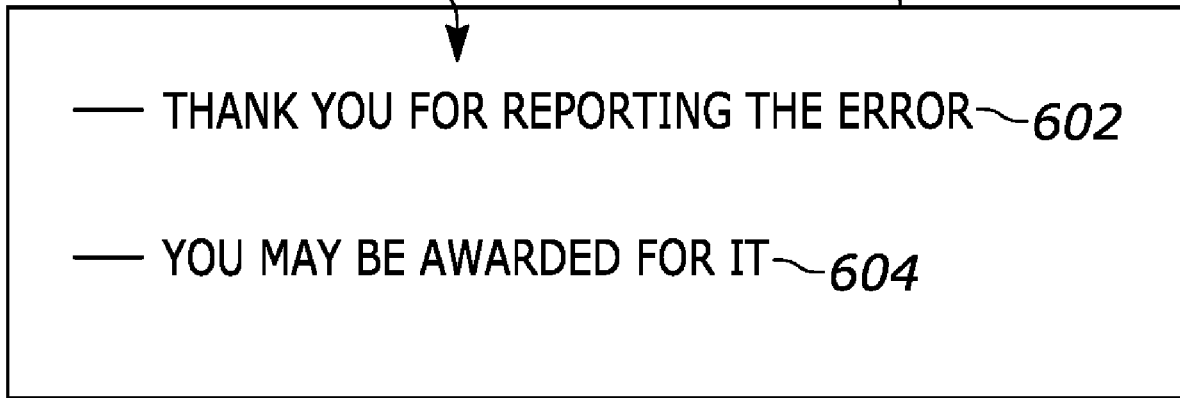 — THANK YOU FOR REPORTING THE ERROR 602
— YOU MAY BE AWARDED FOR IT 604